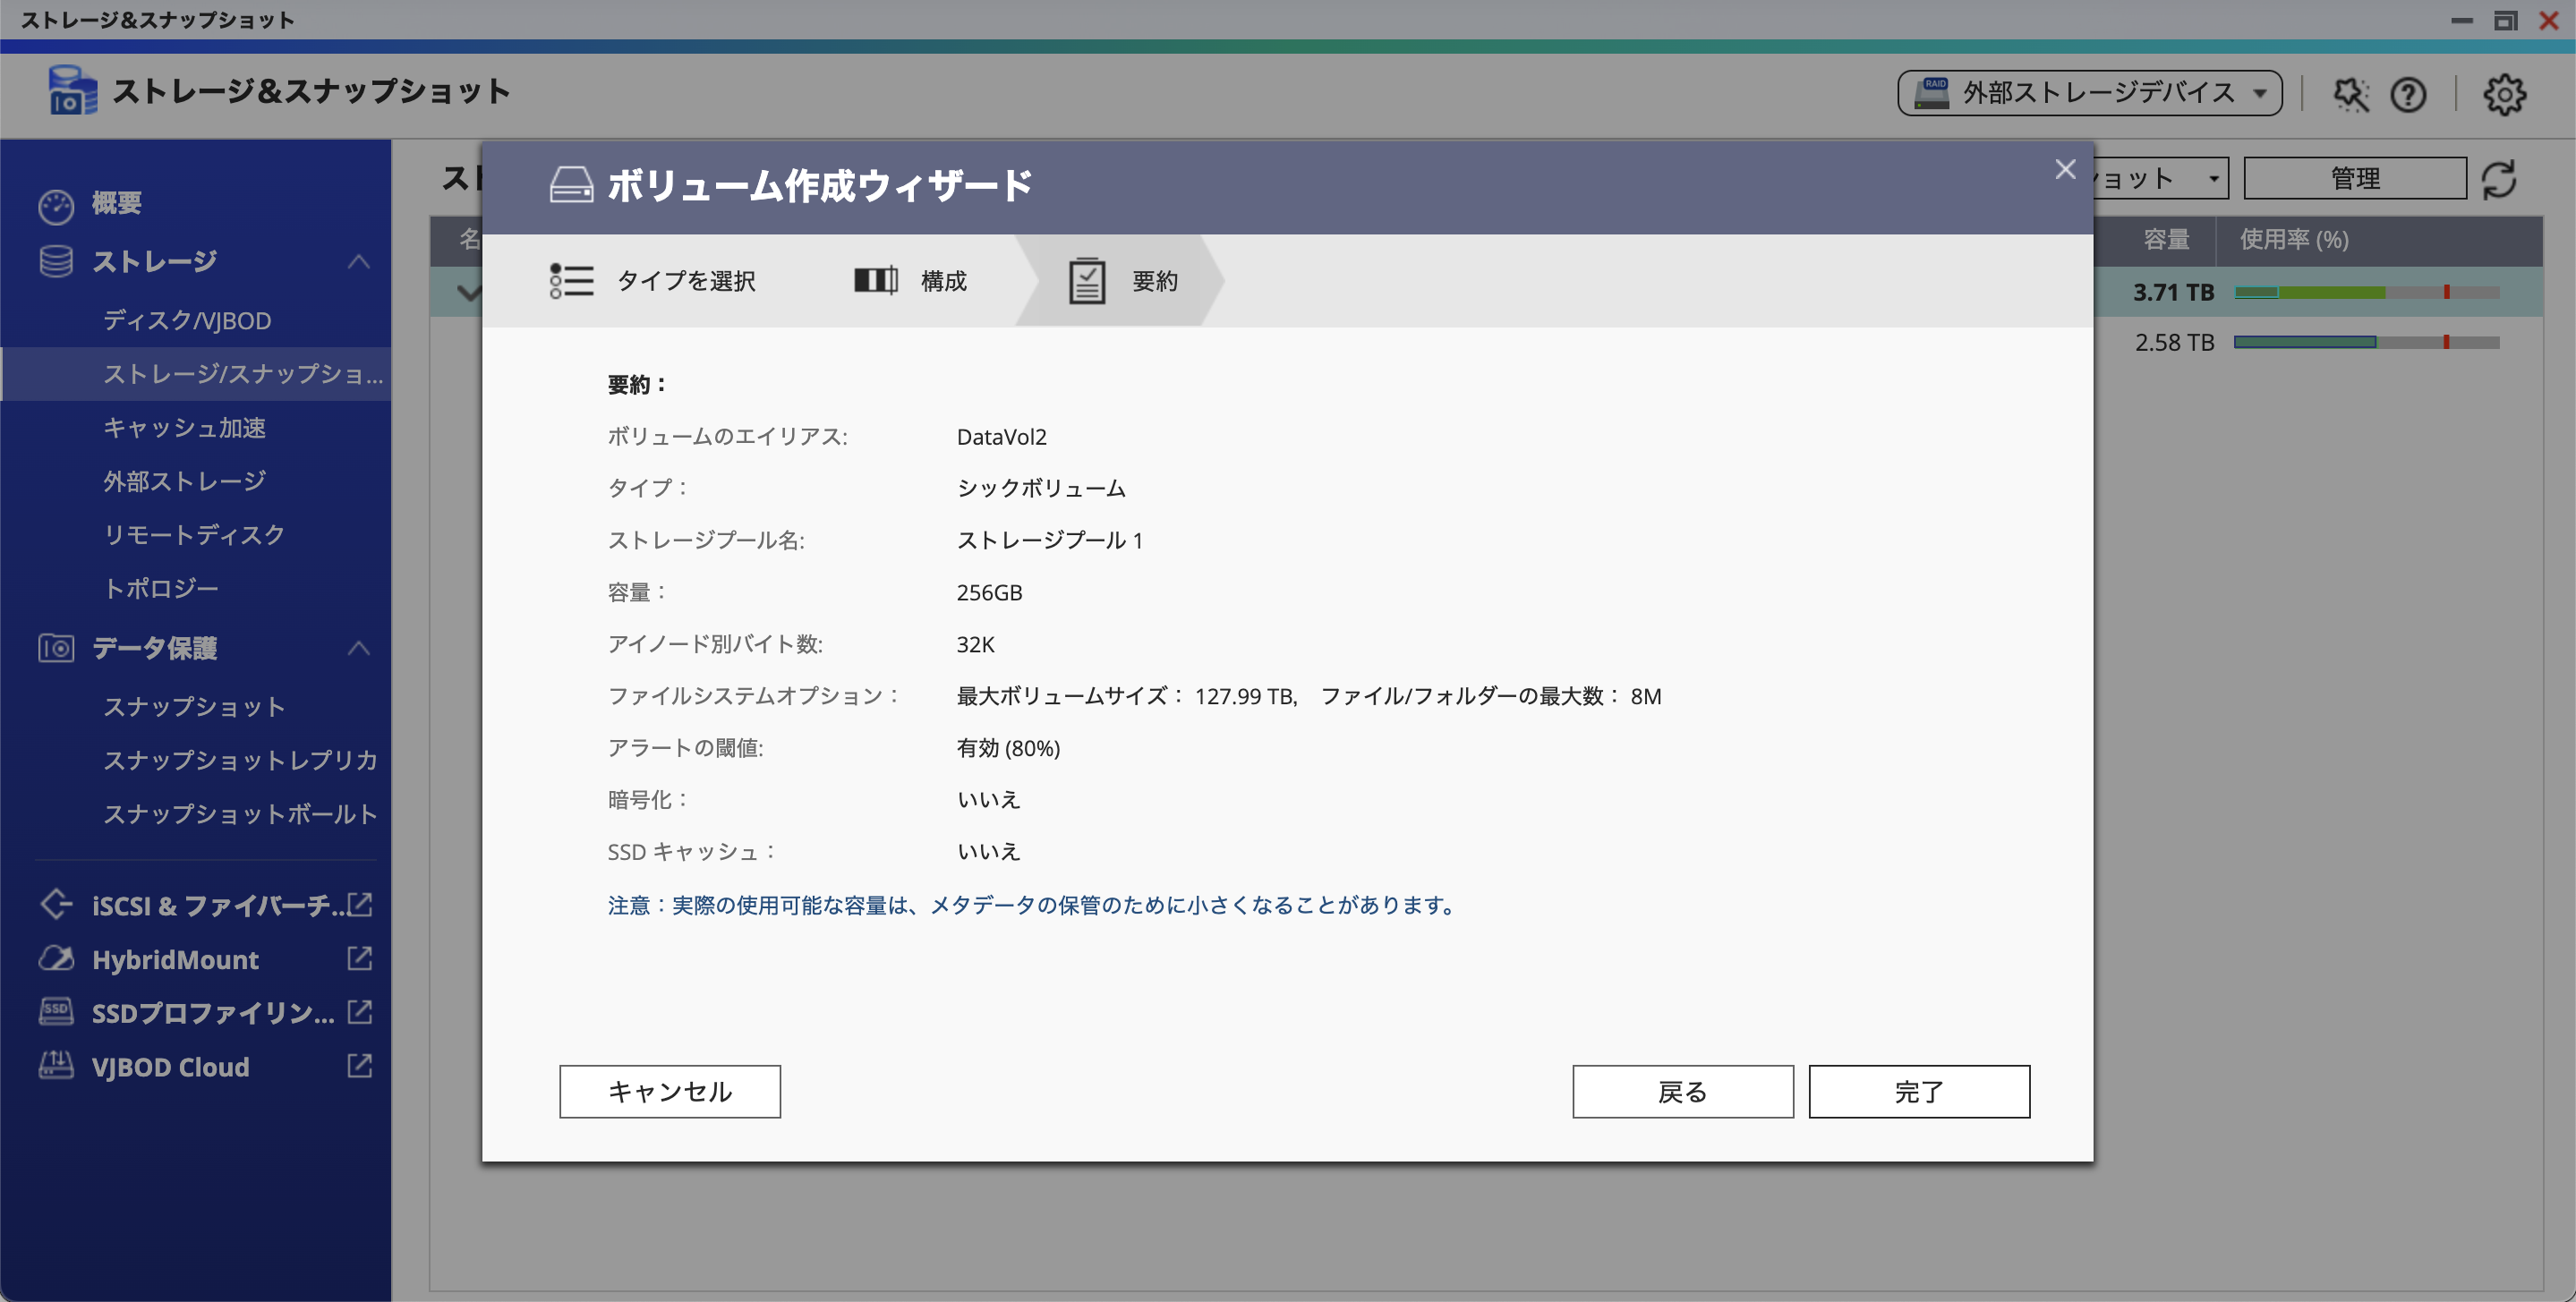 ストレージ&スナップショット
ストレージ&スナップショット
RAID 外部ストレージデバイス
概要
ストレージ
ディスク/VJBOD
ストレージ/スナップショ...
キャッシュ加速
外部ストレージ
リモートディスク
トポロジー
データ保護
スナップショット
スナップショットレプリカ
スナップショットボールト
iSCSI & ファイバーチ...
HybridMount
SSD SSDプロファイリン...
VJBOD Cloud
スト
ョット
管理
名
容量 使用率 (%)
3.71 TB
2.58 TB
ボリューム作成ウィザード
タイプを選択 構成 要約
要約：
ボリュームのエイリアス: DataVol2
タイプ： シックボリューム
ストレージプール名: ストレージプール 1
容量： 256GB
アイノード別バイト数: 32K
ファイルシステムオプション： 最大ボリュームサイズ： 127.99 TB, ファイル/フォルダーの最大数： 8M
アラートの閾値: 有効 (80%)
暗号化： いいえ
SSD キャッシュ： いいえ
注意：実際の使用可能な容量は、メタデータの保管のために小さくなることがあります。
キャンセル 戻る 完了